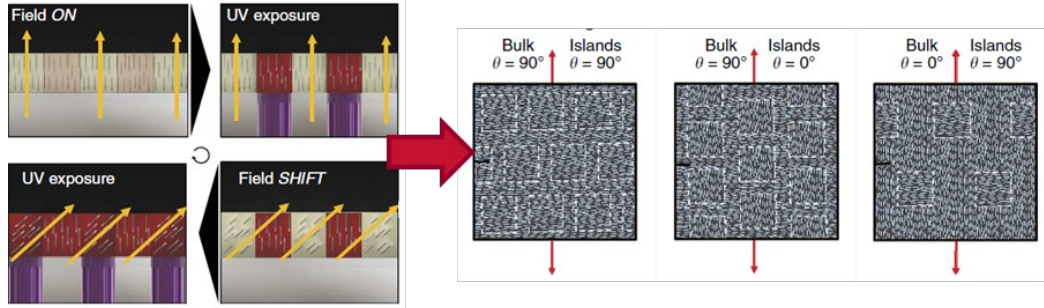 Field ON
UV exposure
UV exposure
Field SHIFT
Bulk Islands
θ = 90° θ = 90°
Bulk Islands
θ = 90° θ = 0°
Bulk Islands
θ = 0° θ = 90°